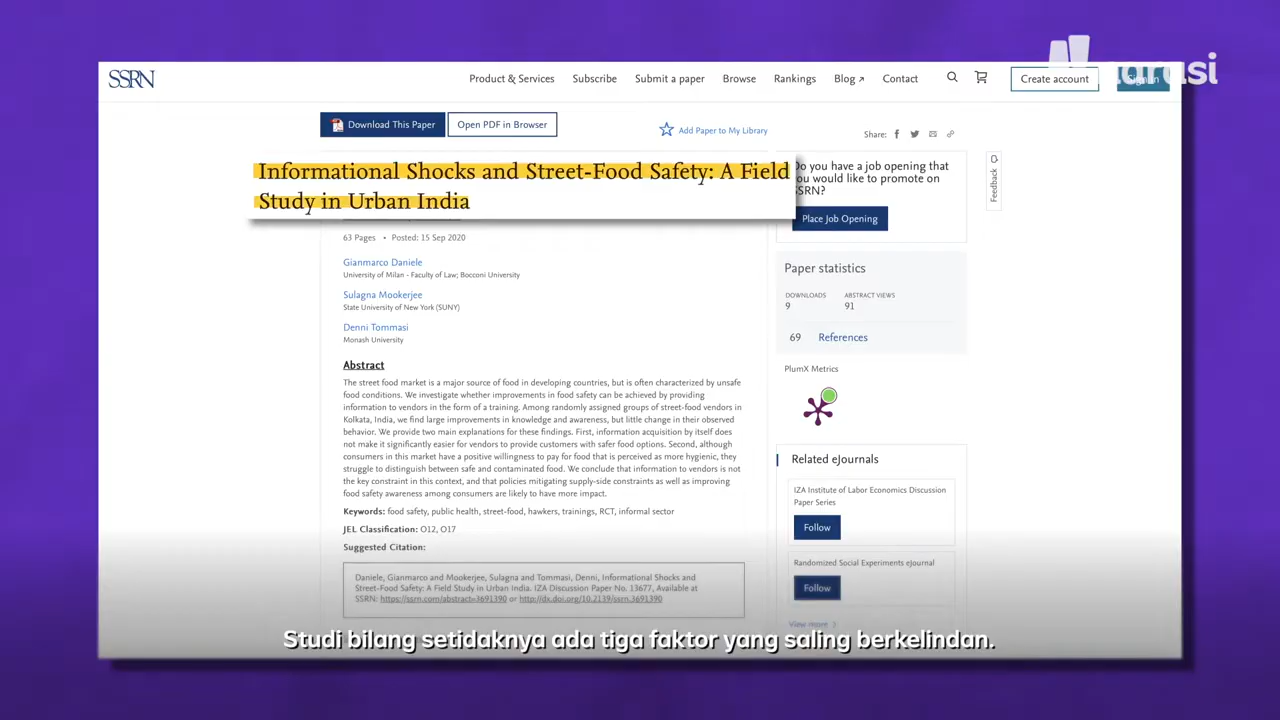 SSRN
Product & Services Subscribe Submit a paper Browse Rankings Blog ↗ Contact Create account
narasi
Download This Paper Open PDF in Browser
Add Paper to My Library
Share:
Informational Shocks and Street-Food Safety: A Field
Study in Urban India
63 Pages • Posted: 15 Sep 2020
Gianmarco Daniele
University of Milan - Faculty of Law; Bocconi University
Sulagna Mookerjee
State University of New York (SUNY)
Denni Tommasi
Monash University
Abstract
The street food market is a major source of food in developing countries, but is often characterized by unsafe
food conditions. We investigate whether improvements in food safety can be achieved by providing
information to vendors in the form of a training. Among randomly assigned groups of street-food vendors in
Kolkata, India, we find large improvements in knowledge and awareness, but little change in their observed
behavior. We provide two main explanations for these findings. First, information acquisition by itself does
not make it significantly easier for vendors to provide customers with safer food options. Second, although
consumers in this market have a positive willingness to pay for food that is perceived as more hygienic, they
struggle to distinguish between safe and contaminated food. We conclude that information to vendors is not
the key constraint in this context, and that policies mitigating supply-side constraints as well as improving
food safety awareness among consumers are likely to have more impact.
Keywords: food safety, public health, street-food, hawkers, trainings, RCT, informal sector
JEL Classification: O12, O17
Suggested Citation:
Daniele, Gianmarco and Mookerjee, Sulagna and Tommasi, Denni, Informational Shocks and
Street-Food Safety: A Field Study in Urban India. IZA Discussion Paper No. 13677, Available at
SSRN: https://ssrn.com/abstract=3691390 or http://dx.doi.org/10.2139/ssrn.3691390
Do you have a job opening that
you would like to promote on
SSRN?
Place Job Opening
Feedback
Paper statistics
DOWNLOADS ABSTRACT VIEWS
9 91
69 References
PlumX Metrics
Related eJournals
IZA Institute of Labor Economics Discussion
Paper Series
Follow
Randomized Social Experiments eJournal
Follow
View more
Studi bilang setidaknya ada tiga faktor yang saling berkelindan.